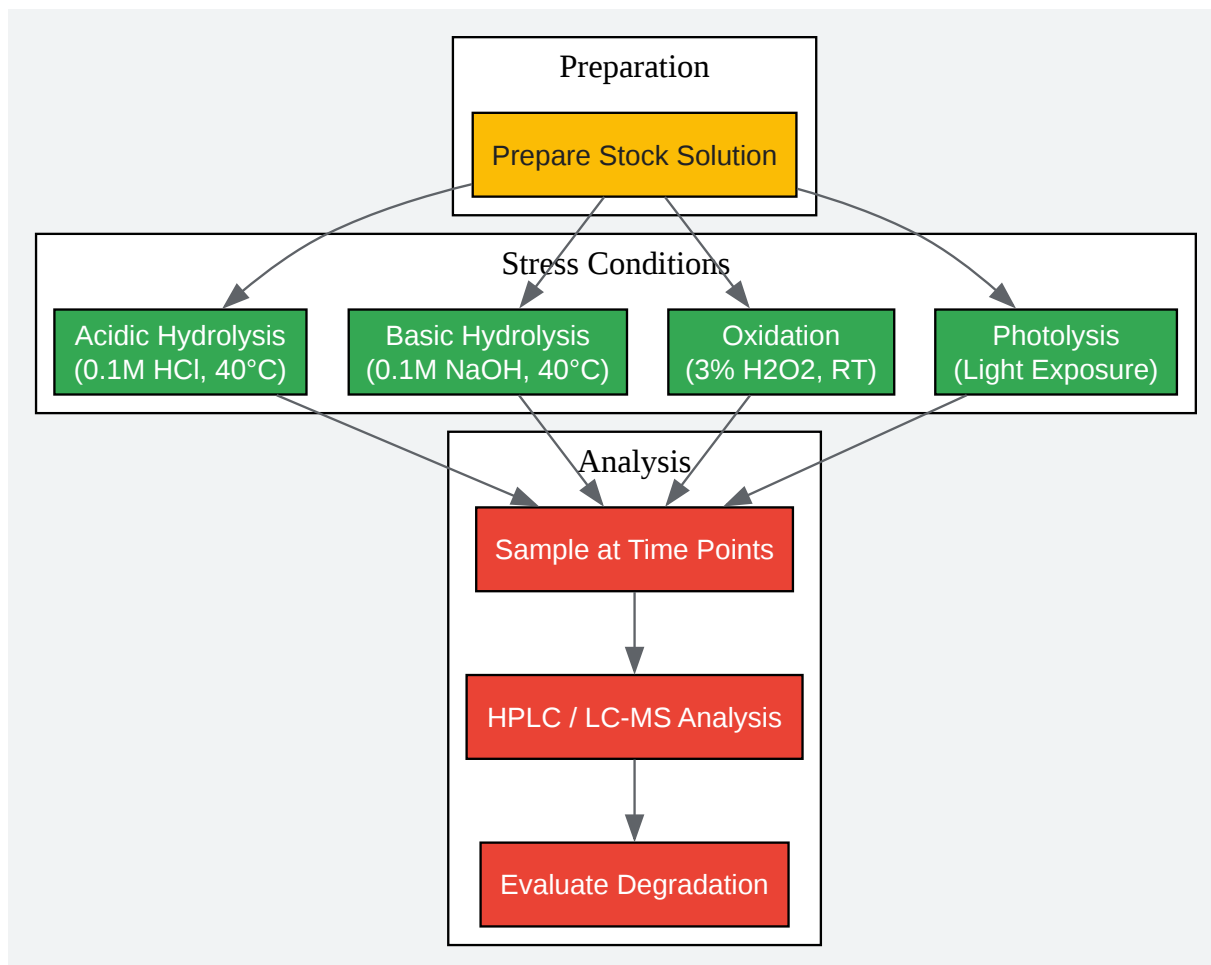 Preparation
Prepare Stock Solution
Stress Conditions
Acidic Hydrolysis
(0.1M HCl, 40°C)
Basic Hydrolysis
(0.1M NaOH, 40°C)
Oxidation
(3% H2O2, RT)
Photolysis
(Light Exposure)
Analysis
Sample at Time Points
HPLC / LC-MS Analysis
Evaluate Degradation